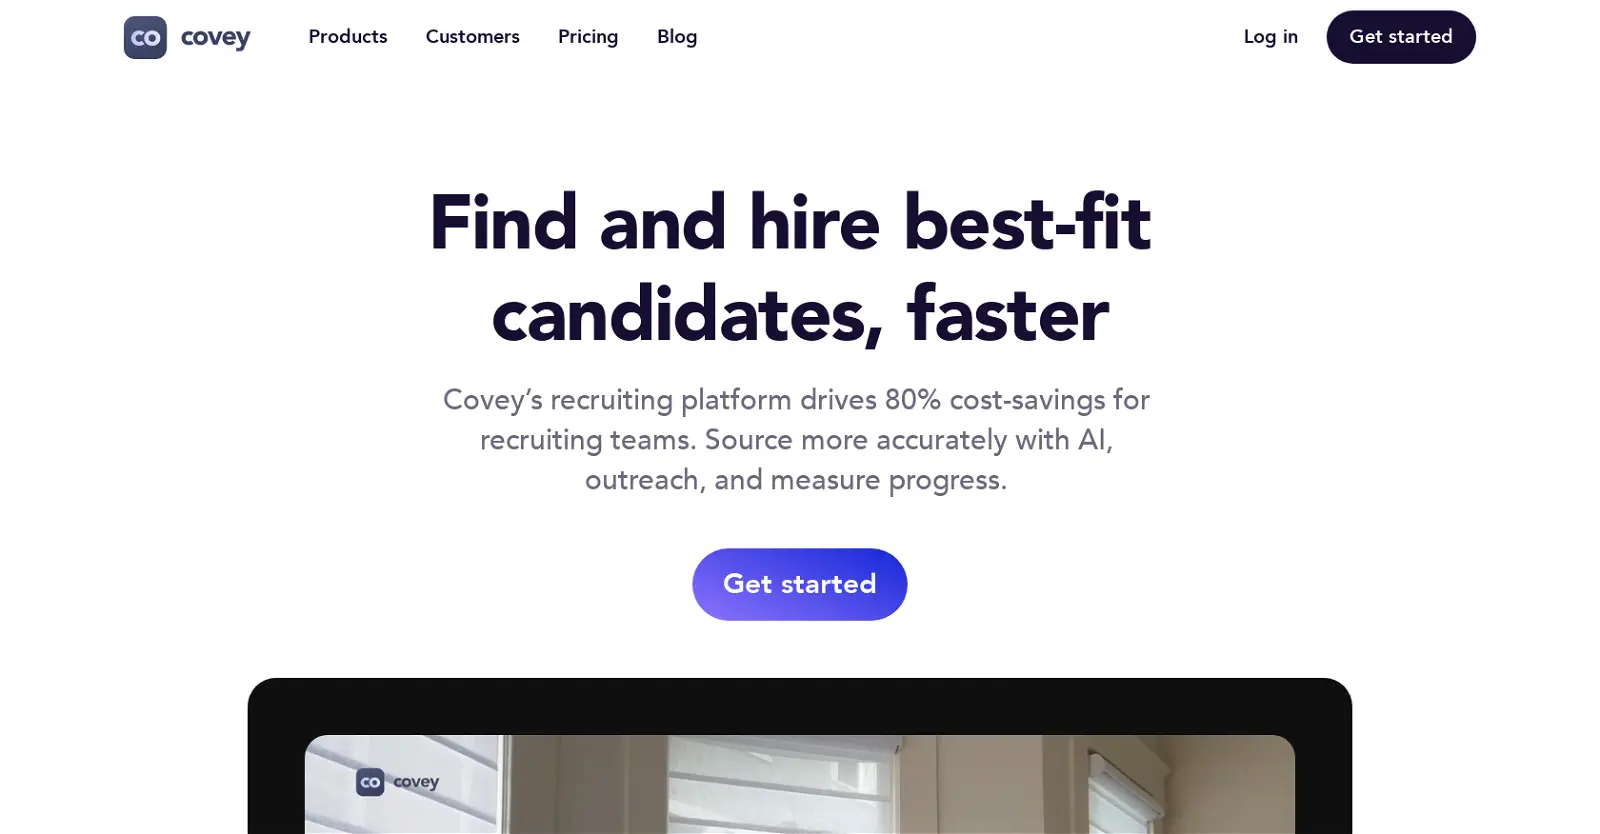 co covey Products Customers Pricing Blog Log in Get started
Find and hire best-fit
candidates, faster
Covey’s recruiting platform drives 80% cost-savings for
recruiting teams. Source more accurately with AI,
outreach, and measure progress.
Get started
co covey